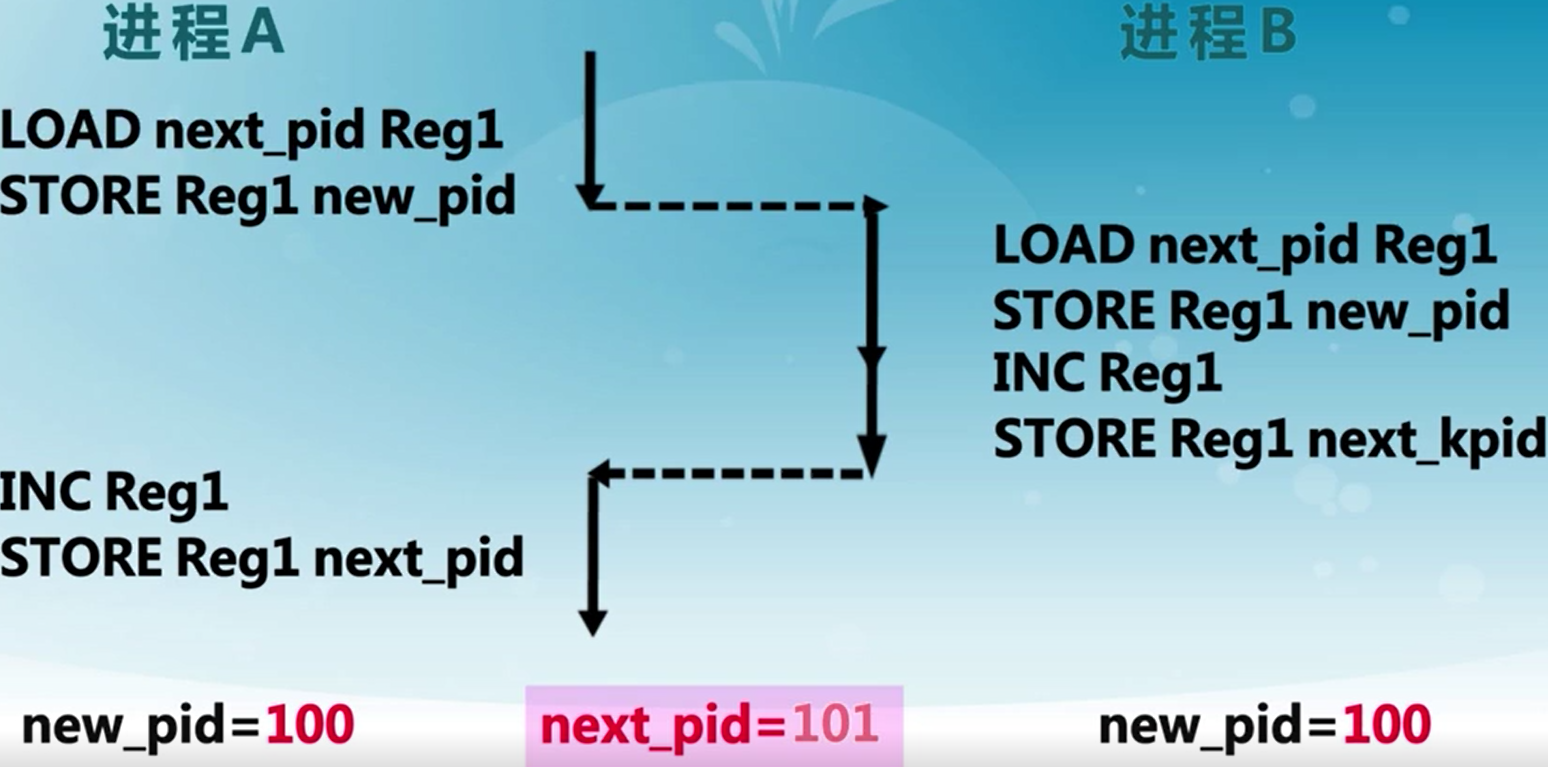 进程A
进程B
LOAD next_pid Reg1
STORE Reg1 new_pid
LOAD next_pid Reg1
STORE Reg1 new_pid
INC Reg1
STORE Reg1 next_kpid
INC Reg1
STORE Reg1 next_pid
new_pid=100
next_pid=101
new_pid=100